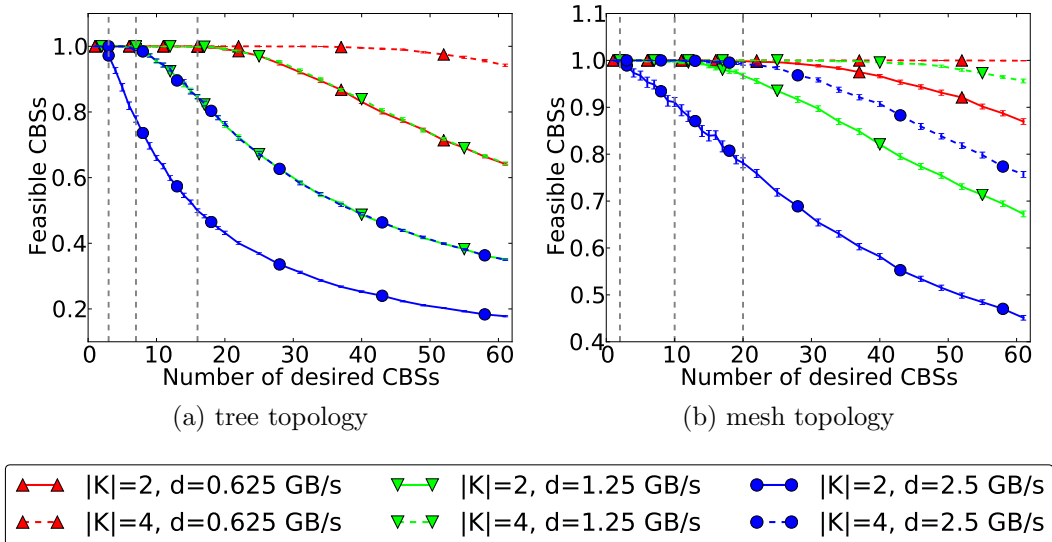 1.0
0.8
0.6
0.4
0.2
Feasible CBSs
0 10 20 30 40 50 60
Number of desired CBSs
(a) tree topology
1.1
1.0
0.9
0.8
0.7
0.6
0.5
0.4
Feasible CBSs
0 10 20 30 40 50 60
Number of desired CBSs
(b) mesh topology
|K|=2, d=0.625 GB/s |K|=2, d=1.25 GB/s |K|=2, d=2.5 GB/s
|K|=4, d=0.625 GB/s |K|=4, d=1.25 GB/s |K|=4, d=2.5 GB/s